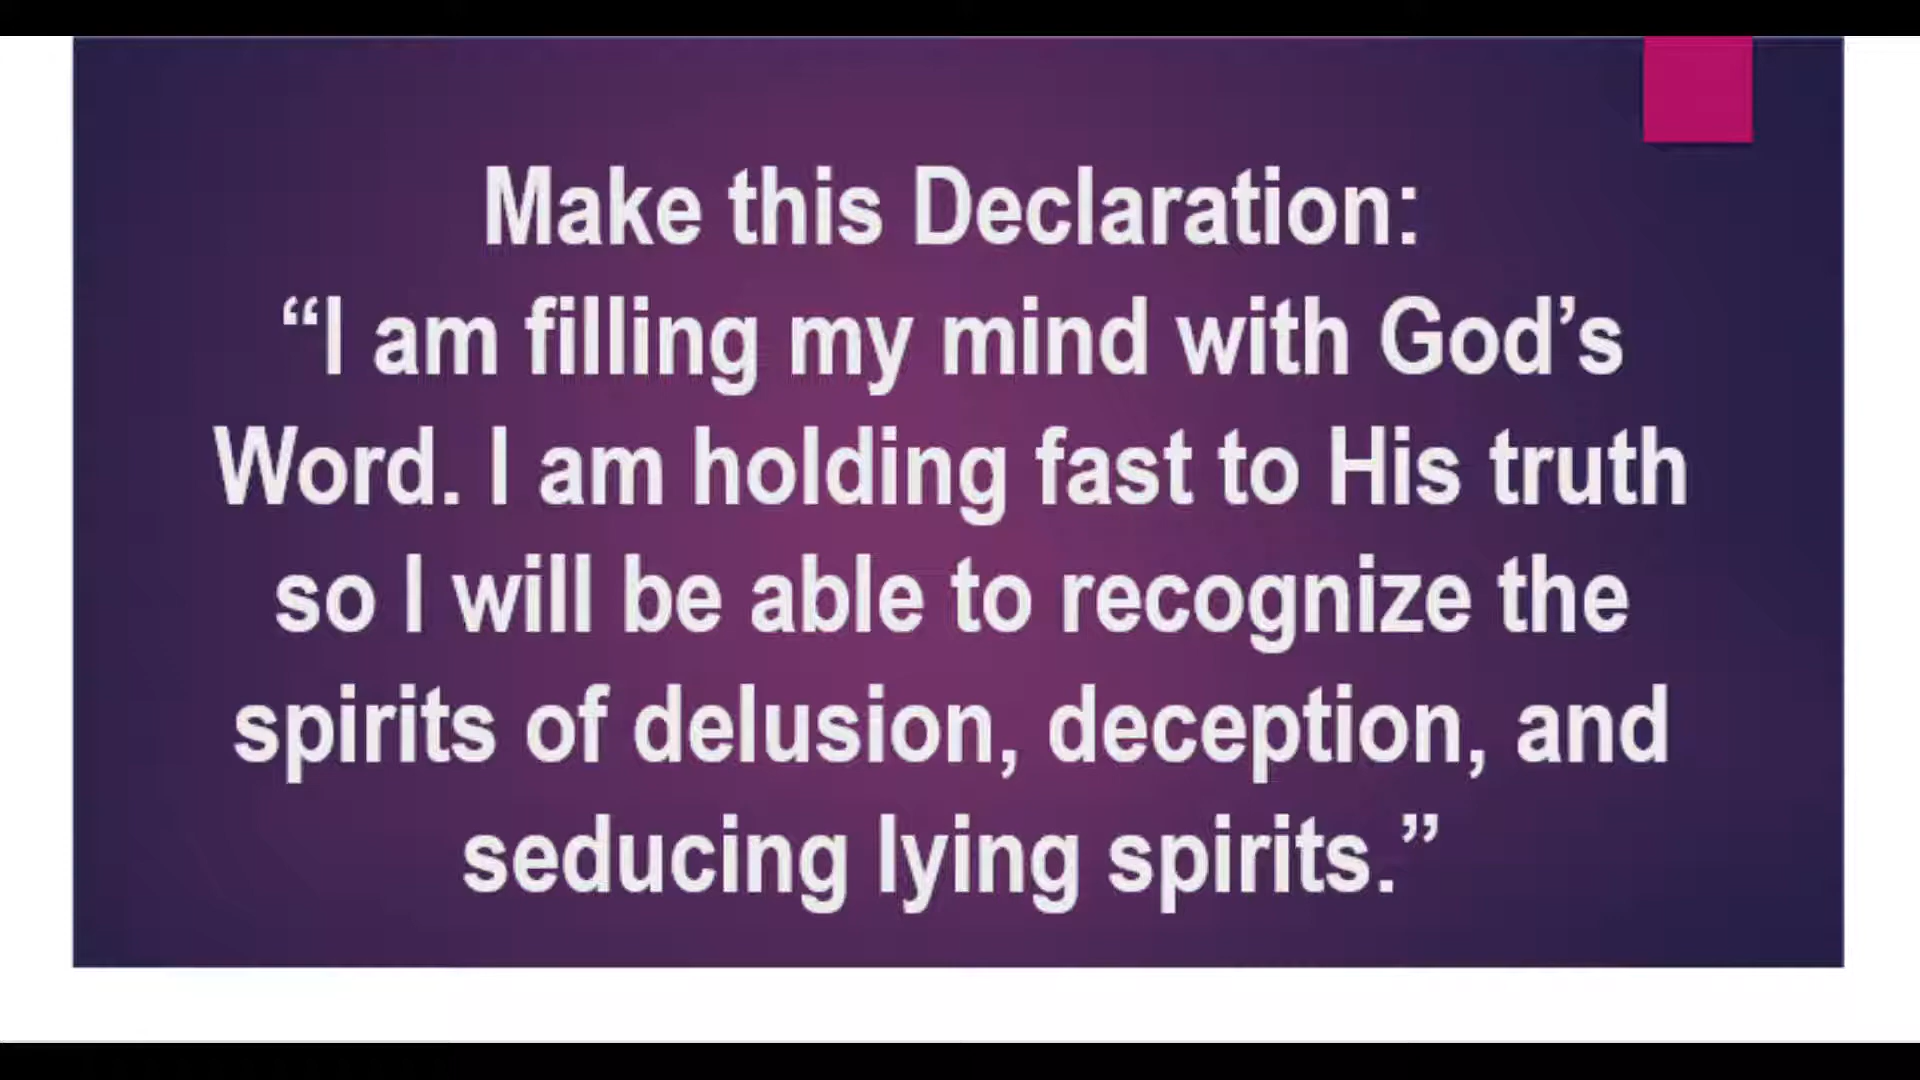 Make this Declaration:
“I am filling my mind with God’s
Word. I am holding fast to His truth
so I will be able to recognize the
spirits of delusion, deception, and
seducing lying spirits.”